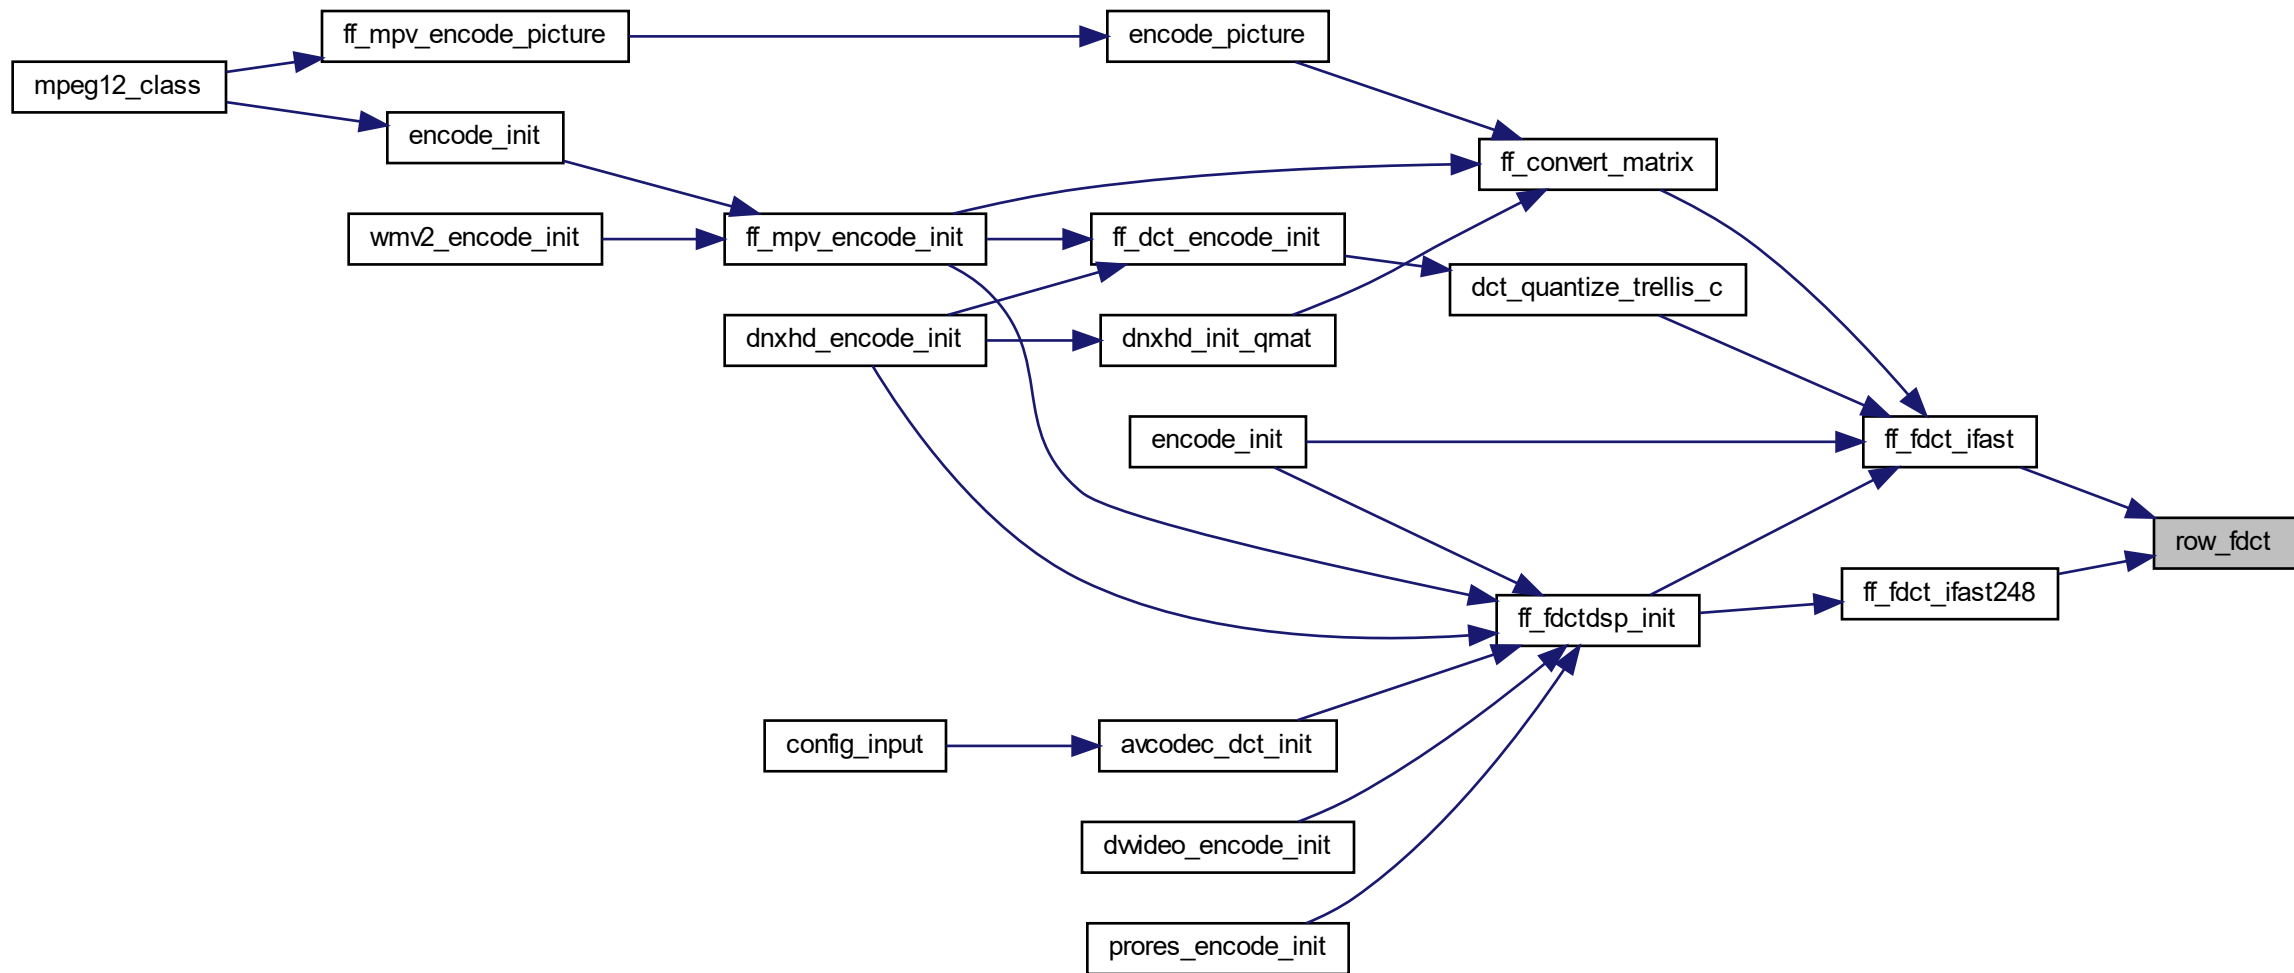 ff_mpv_encode_picture
encode_picture
mpeg12_class
encode_init
ff_convert_matrix
wmv2_encode_init
ff_mpv_encode_init
ff_dct_encode_init
dct_quantize_trellis_c
dnxhd_encode_init
dnxhd_init_qmat
encode_init
ff_fdct_ifast
row_fdct
ff_fdct_ifast248
ff_fdctdsp_init
config_input
avcodec_dct_init
dvvideo_encode_init
prores_encode_init